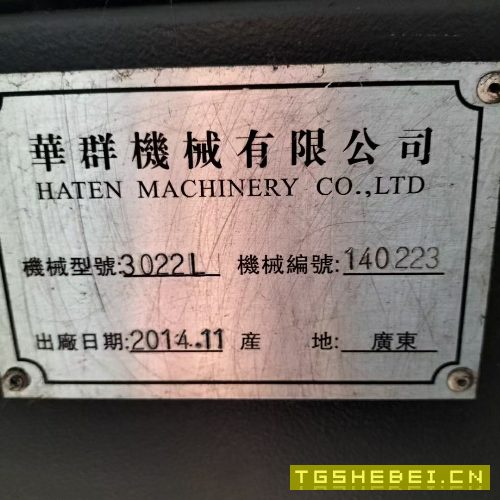 華群機械有限公司
HATEN MACHINERY CO.,LTD
機械型號:3022L 機械編號:140223
出廠日期:2014.11 産 地:廣東
TGSHEBEI.CN